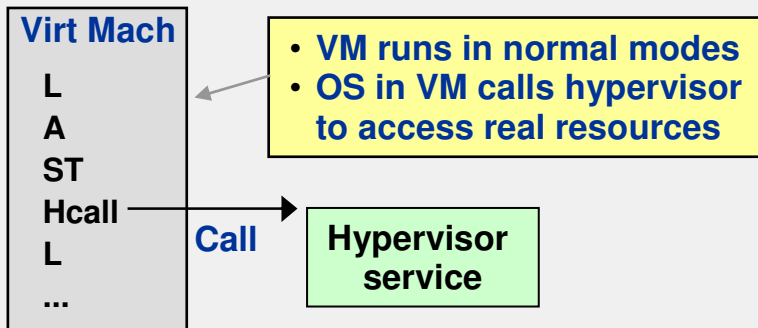 Virt Mach
L
A
ST
Hcall
L
...
• VM runs in normal modes
• OS in VM calls hypervisor
to access real resources
Call
Hypervisor
service